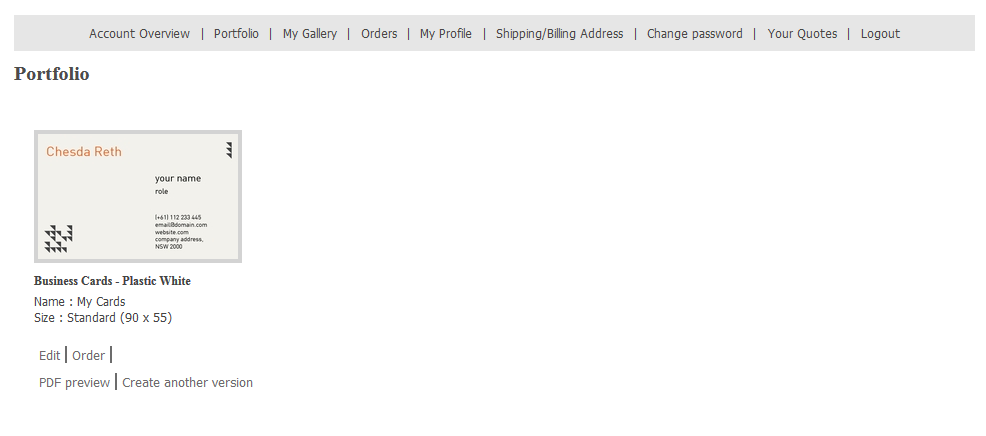 Account Overview | Portfolio | My Gallery | Orders | My Profile | Shipping/Billing Address | Change password | Your Quotes | Logout
Portfolio
Chesda Reth
your name
role
(+61) 112 233 445
email@domain.com
website.com
company address,
NSW 2000
Business Cards - Plastic White
Name : My Cards
Size : Standard (90 x 55)
Edit | Order |
PDF preview | Create another version